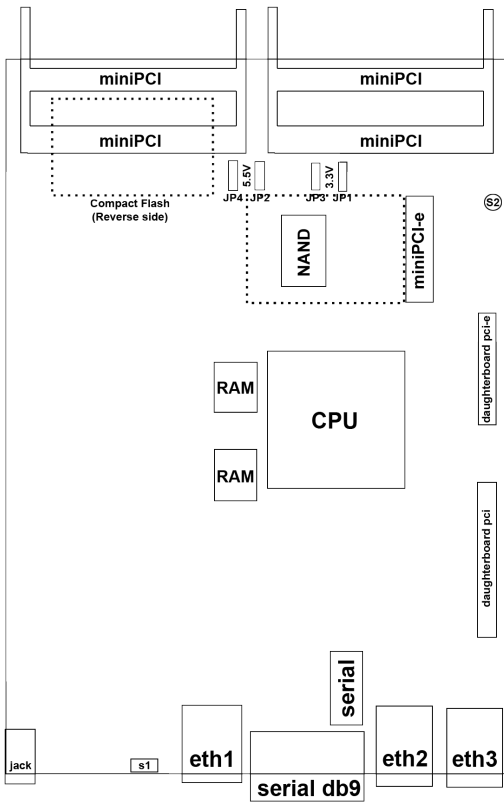 miniPCI
miniPCI
miniPCI
miniPCI
Compact Flash
(Reverse side)
JP4
5.5V
JP2
JP3'
3.3V
JP1
S2
NAND
miniPCI-e
daughterboard pci-e
RAM
CPU
RAM
daughterboard pci
serial
jack
s1
eth1
serial db9
eth2
eth3